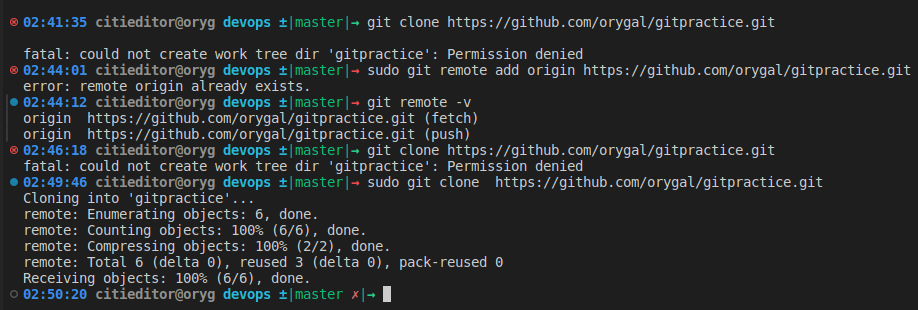 ⊗ 02:41:35 citieditor@oryg devops ±|master|→ git clone https://github.com/orygal/gitpractice.git
fatal: could not create work tree dir 'gitpractice': Permission denied
⊗ 02:44:01 citieditor@oryg devops ±|master|→ sudo git remote add origin https://github.com/orygal/gitpractice.git
error: remote origin already exists.
● 02:44:12 citieditor@oryg devops ±|master|→ git remote -v
origin  https://github.com/orygal/gitpractice.git (fetch)
origin  https://github.com/orygal/gitpractice.git (push)
⊗ 02:46:18 citieditor@oryg devops ±|master|→ git clone https://github.com/orygal/gitpractice.git
fatal: could not create work tree dir 'gitpractice': Permission denied
● 02:49:46 citieditor@oryg devops ±|master|→ sudo git clone  https://github.com/orygal/gitpractice.git
Cloning into 'gitpractice'...
remote: Enumerating objects: 6, done.
remote: Counting objects: 100% (6/6), done.
remote: Compressing objects: 100% (2/2), done.
remote: Total 6 (delta 0), reused 3 (delta 0), pack-reused 0
Receiving objects: 100% (6/6), done.
○ 02:50:20 citieditor@oryg devops ±|master ✗|→